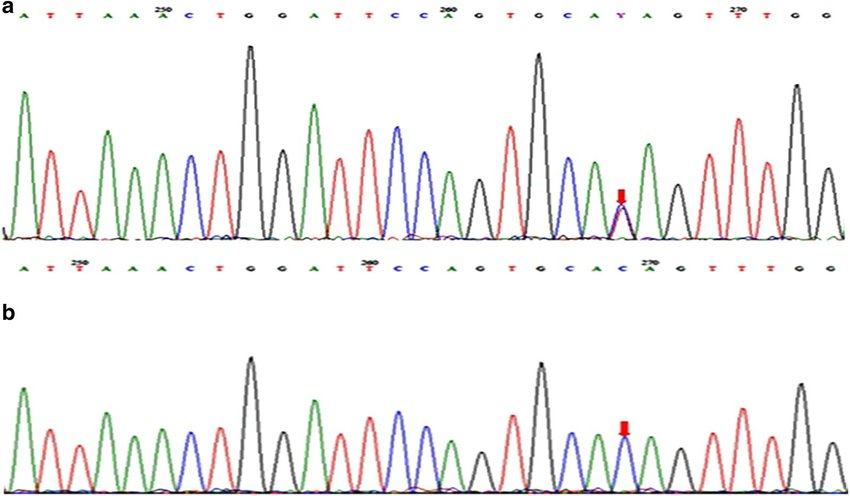 a
250 260 270
A T T A A A C T G G A T T C C A G T G C A Y A G T T T G G
250 260 270
A T T A A A C T G G A T T C C A G T G C A C A G T T T G G
b